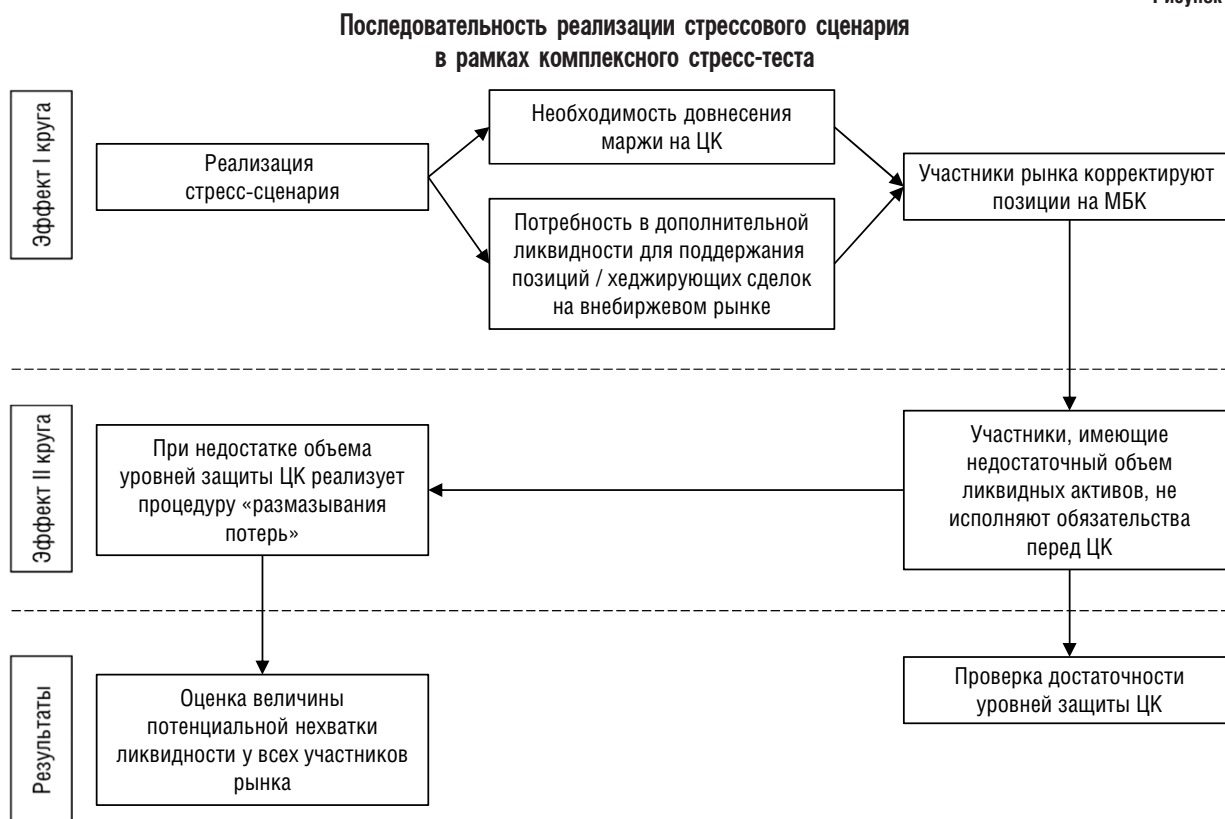 Рисунок
Последовательность реализации стрессового сценария
в рамках комплексного стресс-теста
Эффект I круга
Реализация
стресс-сценария
Необходимость довнесения
маржи на ЦК
Потребность в дополнительной
ликвидности для поддержания
позиций / хеджирующих сделок
на внебиржевом рынке
Участники рынка корректируют
позиции на МБК
Эффект II круга
При недостатке объема
уровней защиты ЦК реализует
процедуру «размазывания
потерь»
Участники, имеющие
недостаточный объем
ликвидных активов, не
исполняют обязательства
перед ЦК
Результаты
Оценка величины
потенциальной нехватки
ликвидности у всех участников
рынка
Проверка достаточности
уровней защиты ЦК